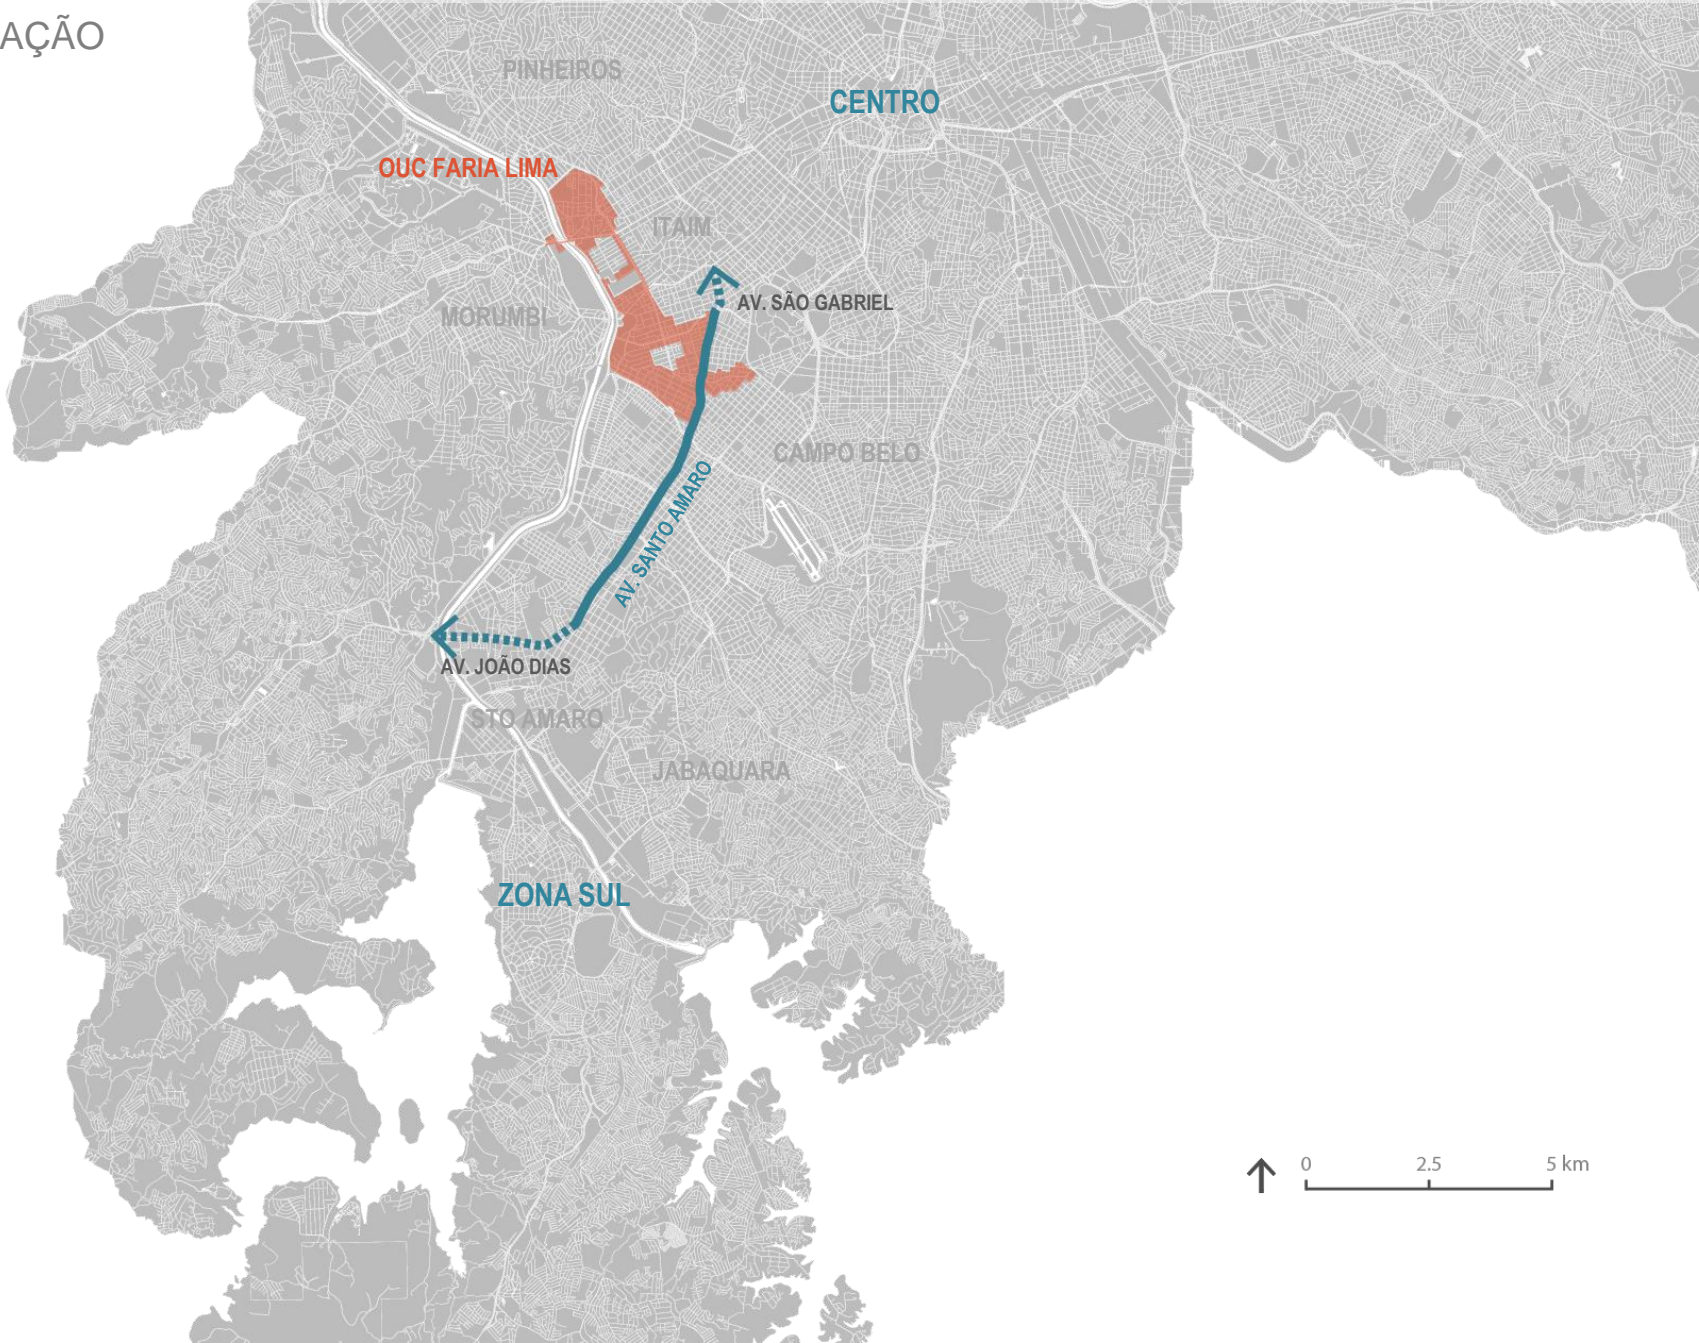 AÇÃO
PINHEIROS
CENTRO
OUC FARIA LIMA
ITAIM
AV. SÃO GABRIEL
MORUMBI
CAMPO BELO
AV. SANTO AMARO
AV. JOÃO DIAS
STO AMARO
JABAQUARA
ZONA SUL
0 2.5 5 km